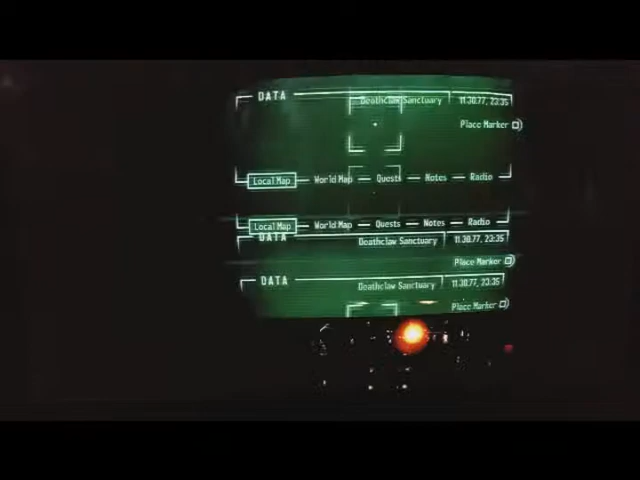 DATA Deathclaw Sanctuary 11.30.77, 23:35
Place Marker
Local Map World Map Quests Notes Radio
Local Map World Map Quests Notes Radio
DATA Deathclaw Sanctuary 11.30.77, 23:35
Place Marker
DATA Deathclaw Sanctuary 11.30.77, 23:35
Place Marker